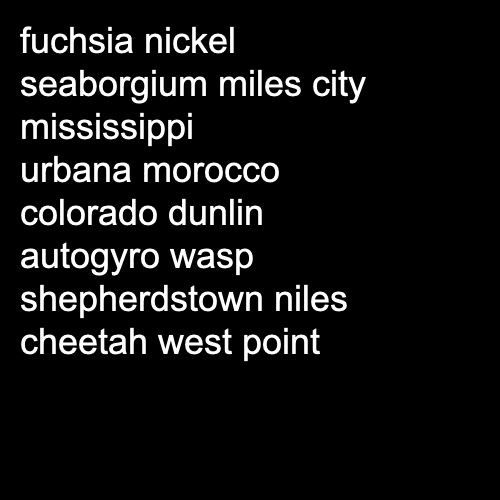 fuchsia nickel
seaborgium miles city
mississippi
urbana morocco
colorado dunlin
autogyro wasp
shepherdstown niles
cheetah west point